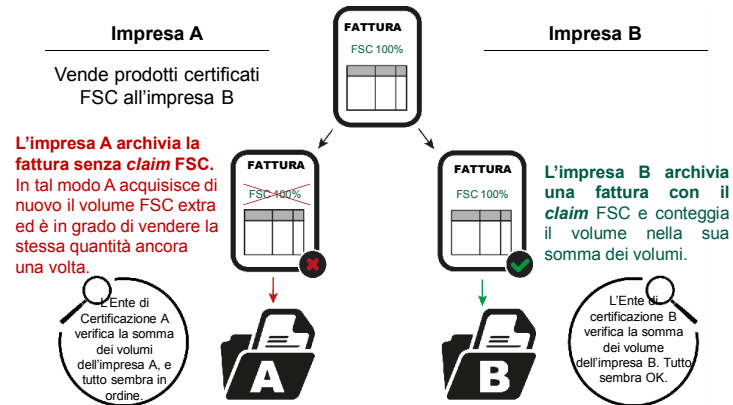 Impresa A
Vende prodotti certificati
FSC all'impresa B
FATTURA
FSC 100%
Impresa B
L'impresa A archivia la
fattura senza claim FSC.
In tal modo A acquisisce di
nuovo il volume FSC extra
ed è in grado di vendere la
stessa quantità ancora
una volta.
FATTURA
FSC 100%
FATTURA
FSC 100%
L'impresa B archivia
una fattura con il
claim FSC e conteggia
il volume nella sua
somma dei volumi.
L'Ente di
Certificazione A
verifica la somma
dei volumi
dell'impresa A, e
tutto sembra in
ordine.
A
B
L'Ente di
certificazione B
verifica la somma
dei volume
dell'impresa B. Tutto
sembra OK.